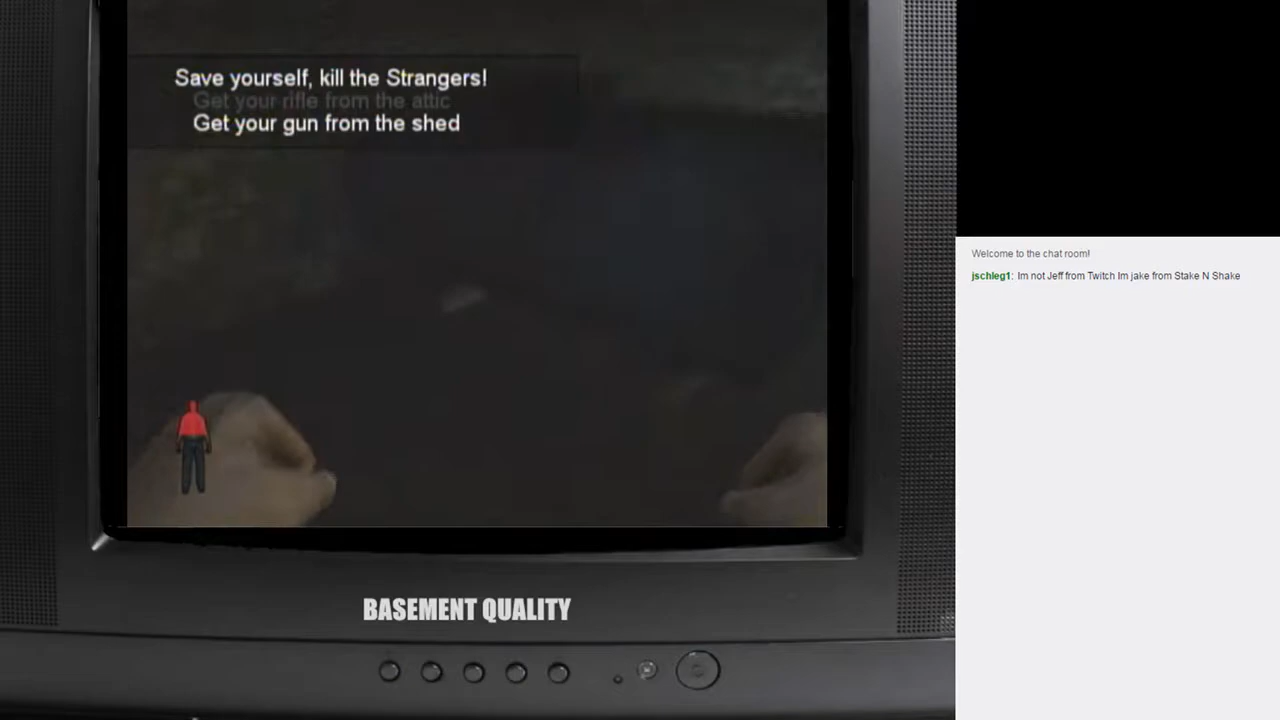 Save yourself, kill the Strangers!
Get your rifle from the attic
Get your gun from the shed
BASEMENT QUALITY
Welcome to the chat room!
jschleg1: Im not Jeff from Twitch Im jake from Stake N Shake